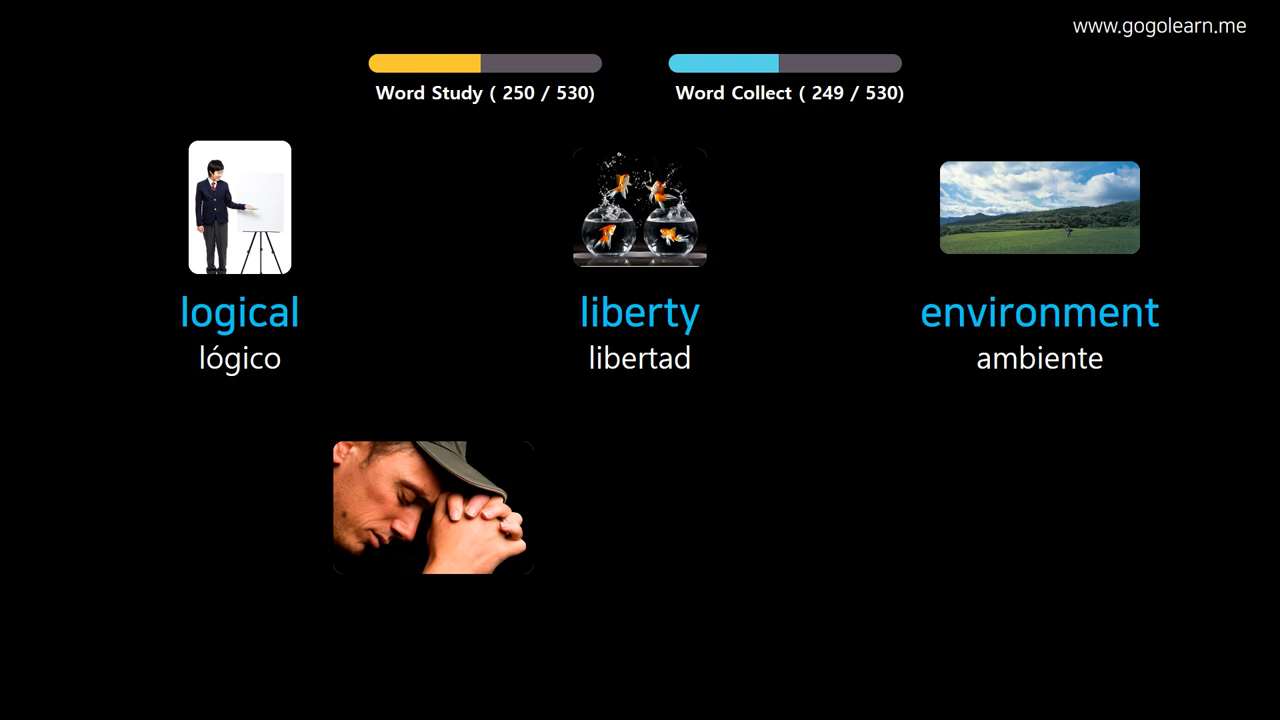 www.gogolearn.me
Word Study ( 250 / 530)
Word Collect ( 249 / 530)
logical
lógico
liberty
libertad
environment
ambiente